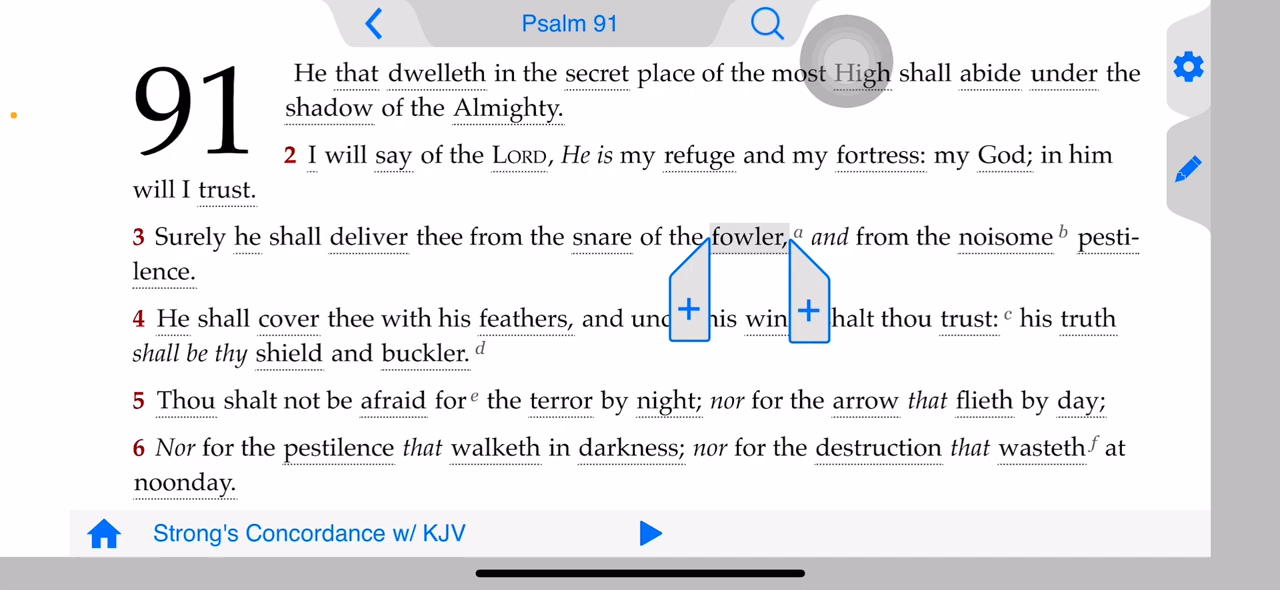 Psalm 91
91 He that dwelleth in the secret place of the most High shall abide under the
shadow of the Almighty.
2 I will say of the LORD, He is my refuge and my fortress: my God; in him
will I trust.
3 Surely he shall deliver thee from the snare of the fowler, a and from the noisome b pesti-
lence.
4 He shall cover thee with his feathers, and halt thou trust: c his truth
shall be thy shield and buckler. d
5 Thou shalt not be afraid for e the terror by night; nor for the arrow that flieth by day;
6 Nor for the pestilence that walketh in darkness; nor for the destruction that wasteth f at
noonday.
Strong's Concordance w/ KJV